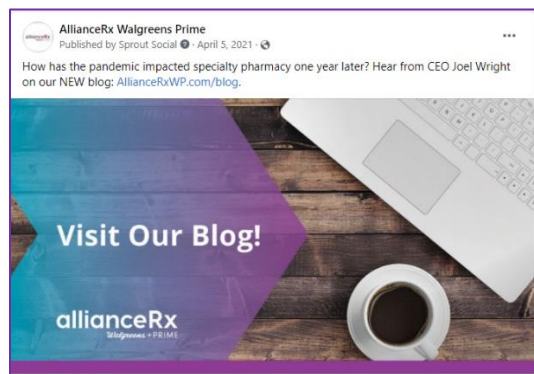 AllianceRx Walgreens Prime
Published by Sprout Social · April 5, 2021 ·
How has the pandemic impacted specialty pharmacy one year later? Hear from CEO Joel Wright
on our NEW blog: AllianceRxWP.com/blog.
Visit Our Blog!
allianceRx
Walgreens + PRIME